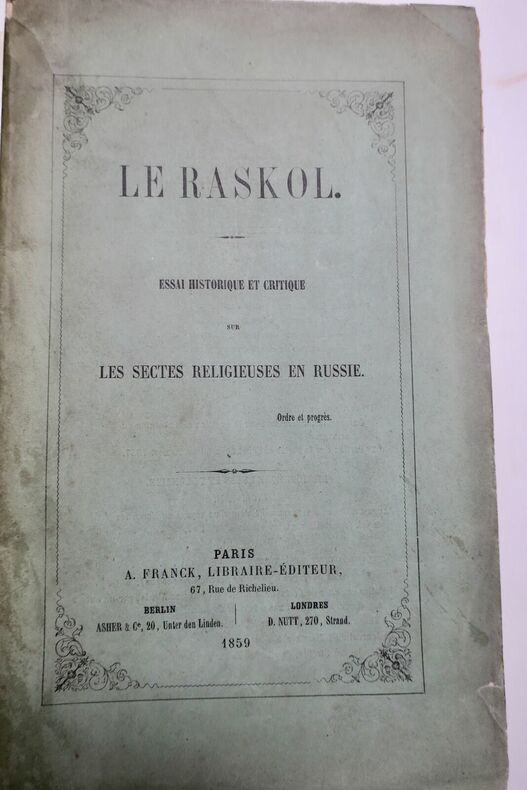 LE RASKOL.
ESSAI HISTORIQUE ET CRITIQUE
SUR
LES SECTES RELIGIEUSES EN RUSSIE.
Ordre et progrès.
PARIS
A. FRANCK, LIBRAIRE-ÉDITEUR,
67, Rue de Richelieu.
BERLIN
ASHER & Cº, 20, Unter den Linden.
LONDRES
D. NUTT, 270, Strand.
1859